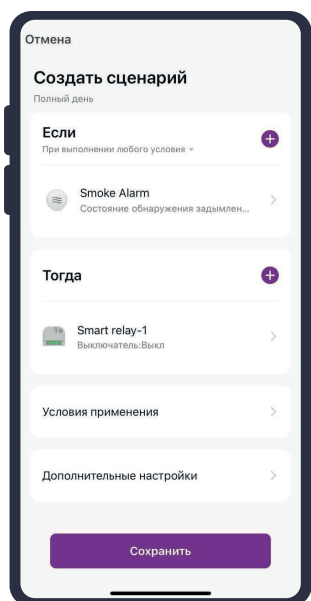 Отмена
Создать сценарий
Полный день
Если
При выполнении любого условия
Smoke Alarm
Состояние обнаружения задымлен...
Тогда
Smart relay-1
Выключатель:Выкл
Условия применения
Дополнительные настройки
Сохранить